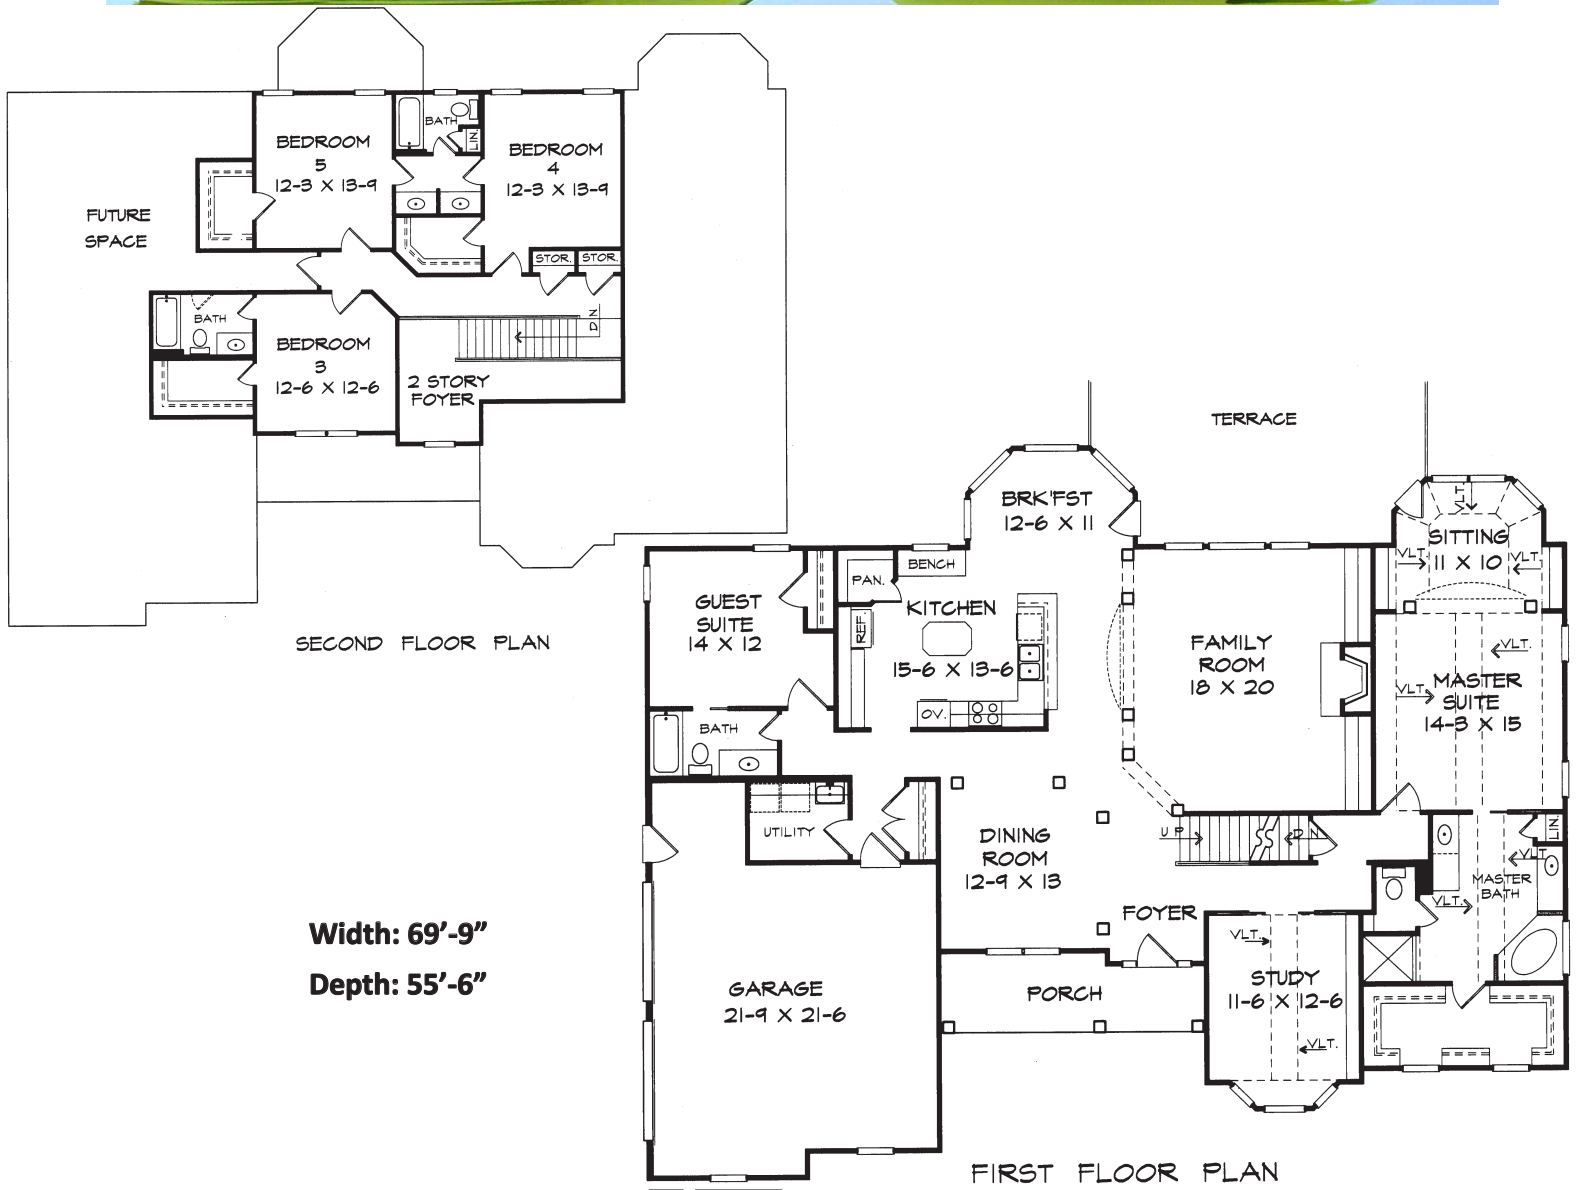 BEDROOM
5
12-3 X 13-9
BATH
LIN.
BEDROOM
4
12-3 X 13-9
FUTURE
SPACE
STOR.
STOR.
BATH
DN
BEDROOM
3
12-6 X 12-6
2 STORY
FOYER
SECOND FLOOR PLAN
TERRACE
BRK'FST
12-6 X 11
VLT.
SITTING
11 X 10
VLT.
VLT.
BENCH
PAN.
GUEST
SUITE
14 X 12
KITCHEN
REF.
15-6 X 13-6
OV.
FAMILY
ROOM
18 X 20
VLT.
VLT.
MASTER
SUITE
14-3 X 15
BATH
UTILITY
DINING
ROOM
12-9 X 13
UP
DN
LIN.
VLT.
MASTER
BATH
VLT.
FOYER
VLT.
STUDY
11-6 X 12-6
VLT.
PORCH
GARAGE
21-9 X 21-6
Width: 69’-9”
Depth: 55’-6”
FIRST FLOOR PLAN